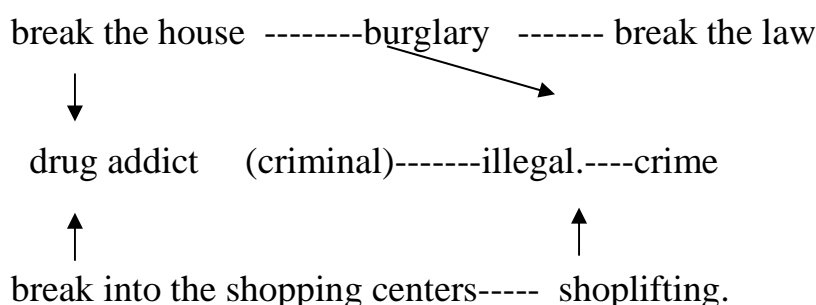 break the house --------burglary ------- break the law
drug addict (criminal)-------illegal.----crime
break into the shopping centers----- shoplifting.